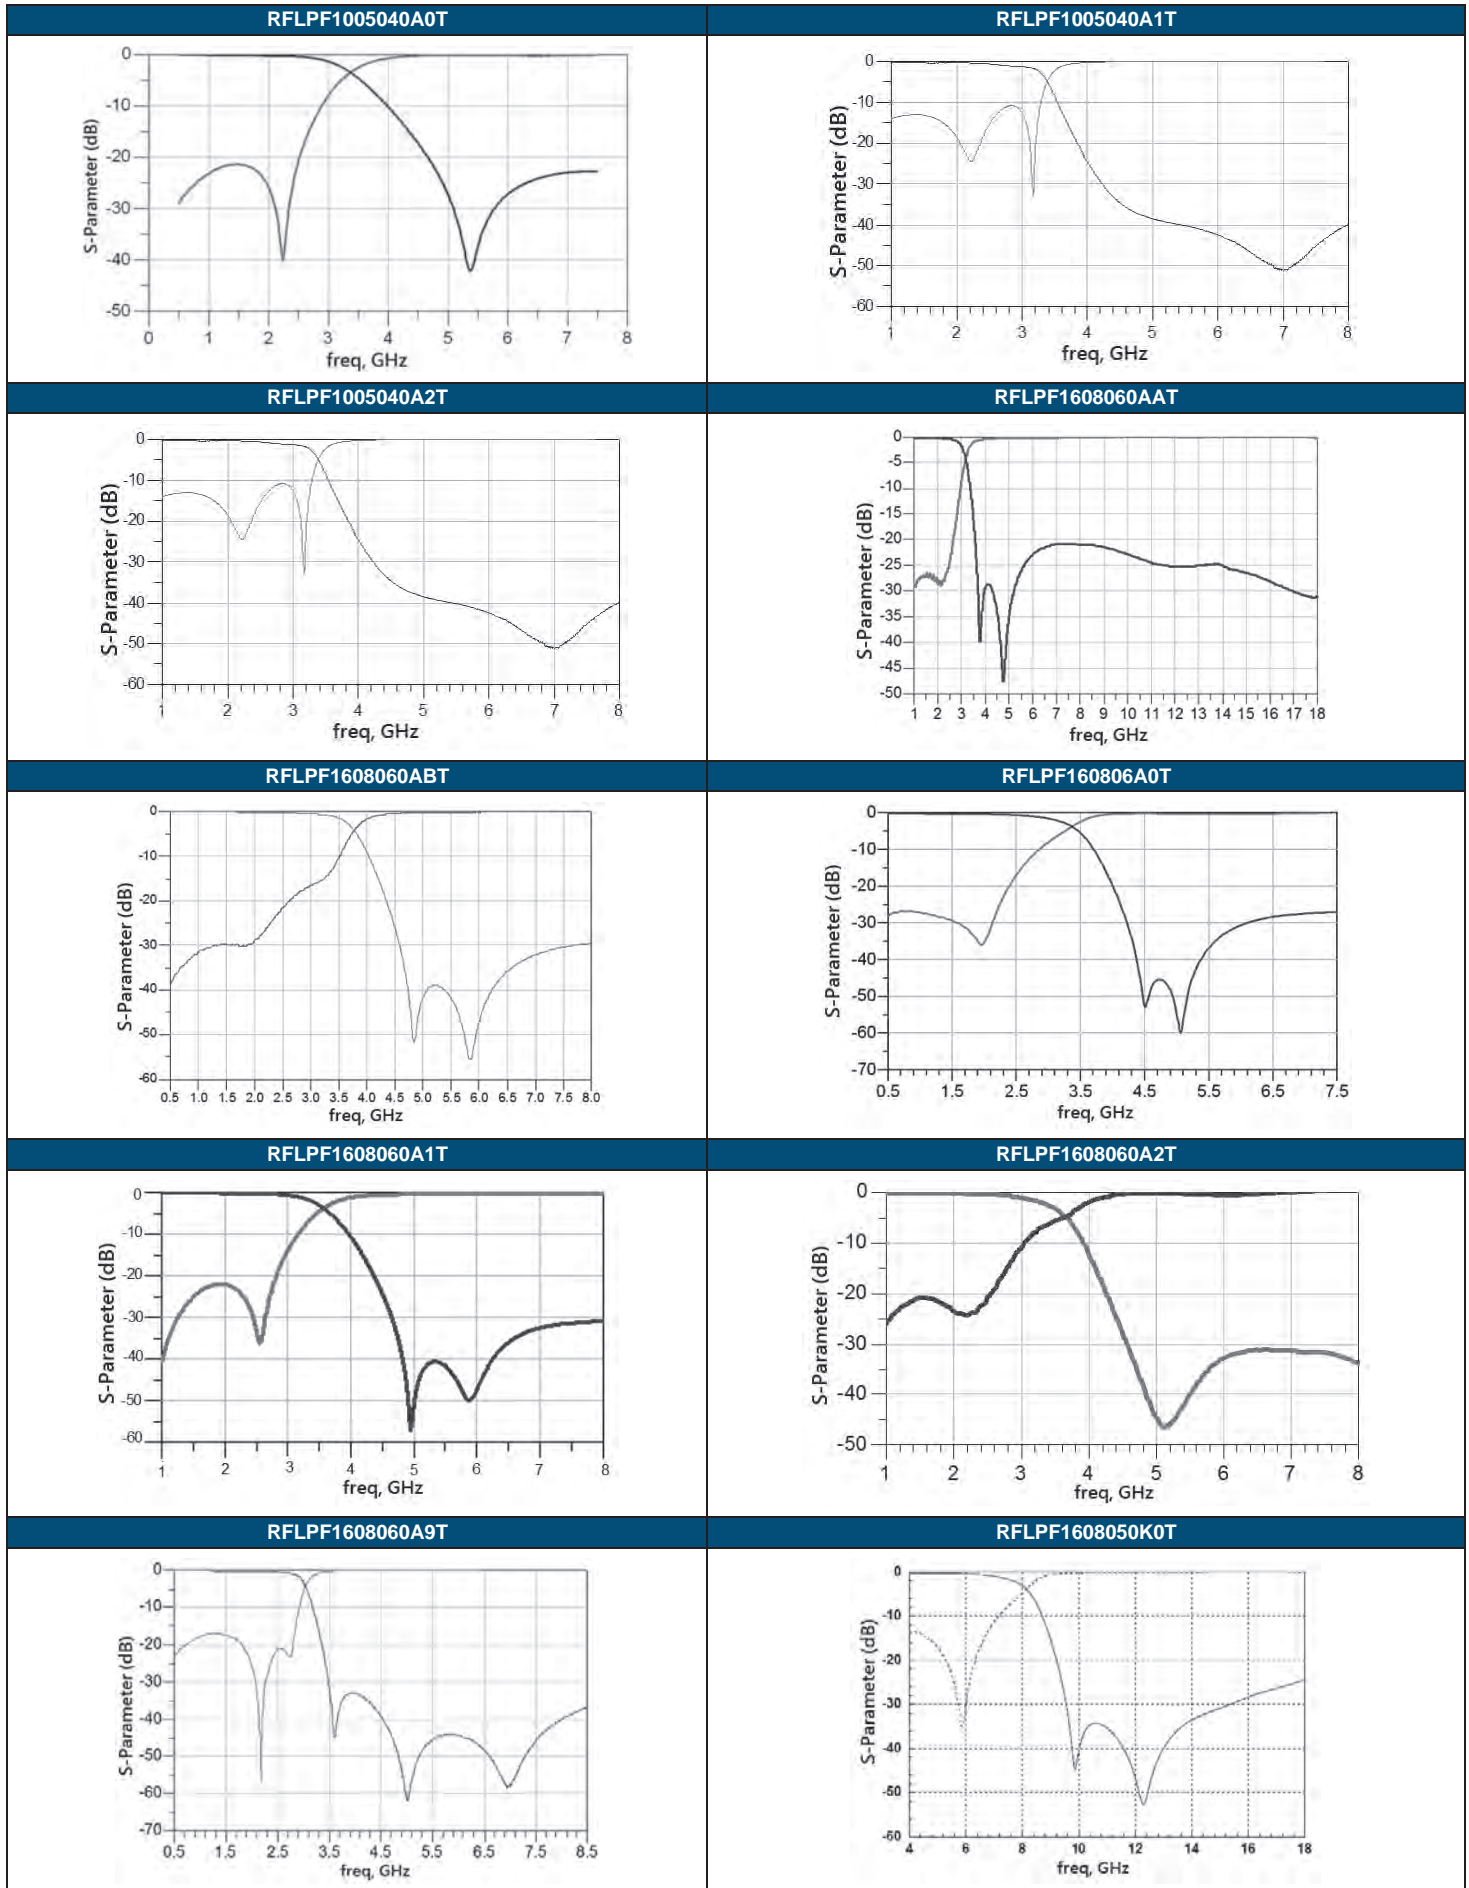 RFLPF1005040A0T
RFLPF1005040A1T
0
-10
-20
-30
-40
-50
S-Parameter (dB)
0 1 2 3 4 5 6 7 8
freq, GHz
0
-10
-20
-30
-40
-50
-60
S-Parameter (dB)
1 2 3 4 5 6 7 8
freq, GHz
RFLPF1005040A2T
RFLPF1608060AAT
0
-10
-20
-30
-40
-50
-60
S-Parameter (dB)
1 2 3 4 5 6 7 8
freq, GHz
0
-5
-10
-15
-20
-25
-30
-35
-40
-45
-50
S-Parameter (dB)
1 2 3 4 5 6 7 8 9 10 11 12 13 14 15 16 17 18
freq, GHz
RFLPF1608060ABT
RFLPF160806A0T
0
-10
-20
-30
-40
-50
-60
S-Parameter (dB)
0.5 1.0 1.5 2.0 2.5 3.0 3.5 4.0 4.5 5.0 5.5 6.0 6.5 7.0 7.5 8.0
freq, GHz
0
-10
-20
-30
-40
-50
-60
-70
S-Parameter (dB)
0.5 1.5 2.5 3.5 4.5 5.5 6.5 7.5
freq, GHz
RFLPF1608060A1T
RFLPF1608060A2T
0
-10
-20
-30
-40
-50
-60
S-Parameter (dB)
1 2 3 4 5 6 7 8
freq, GHz
0
-10
-20
-30
-40
-50
S-Parameter (dB)
1 2 3 4 5 6 7 8
freq, GHz
RFLPF1608060A9T
RFLPF1608050K0T
0
-10
-20
-30
-40
-50
-60
-70
S-Parameter (dB)
0.5 1.5 2.5 3.5 4.5 5.5 6.5 7.5 8.5
freq, GHz
0
-10
-20
-30
-40
-50
-60
S-Parameter (dB)
4 6 8 10 12 14 16 18
freq, GHz